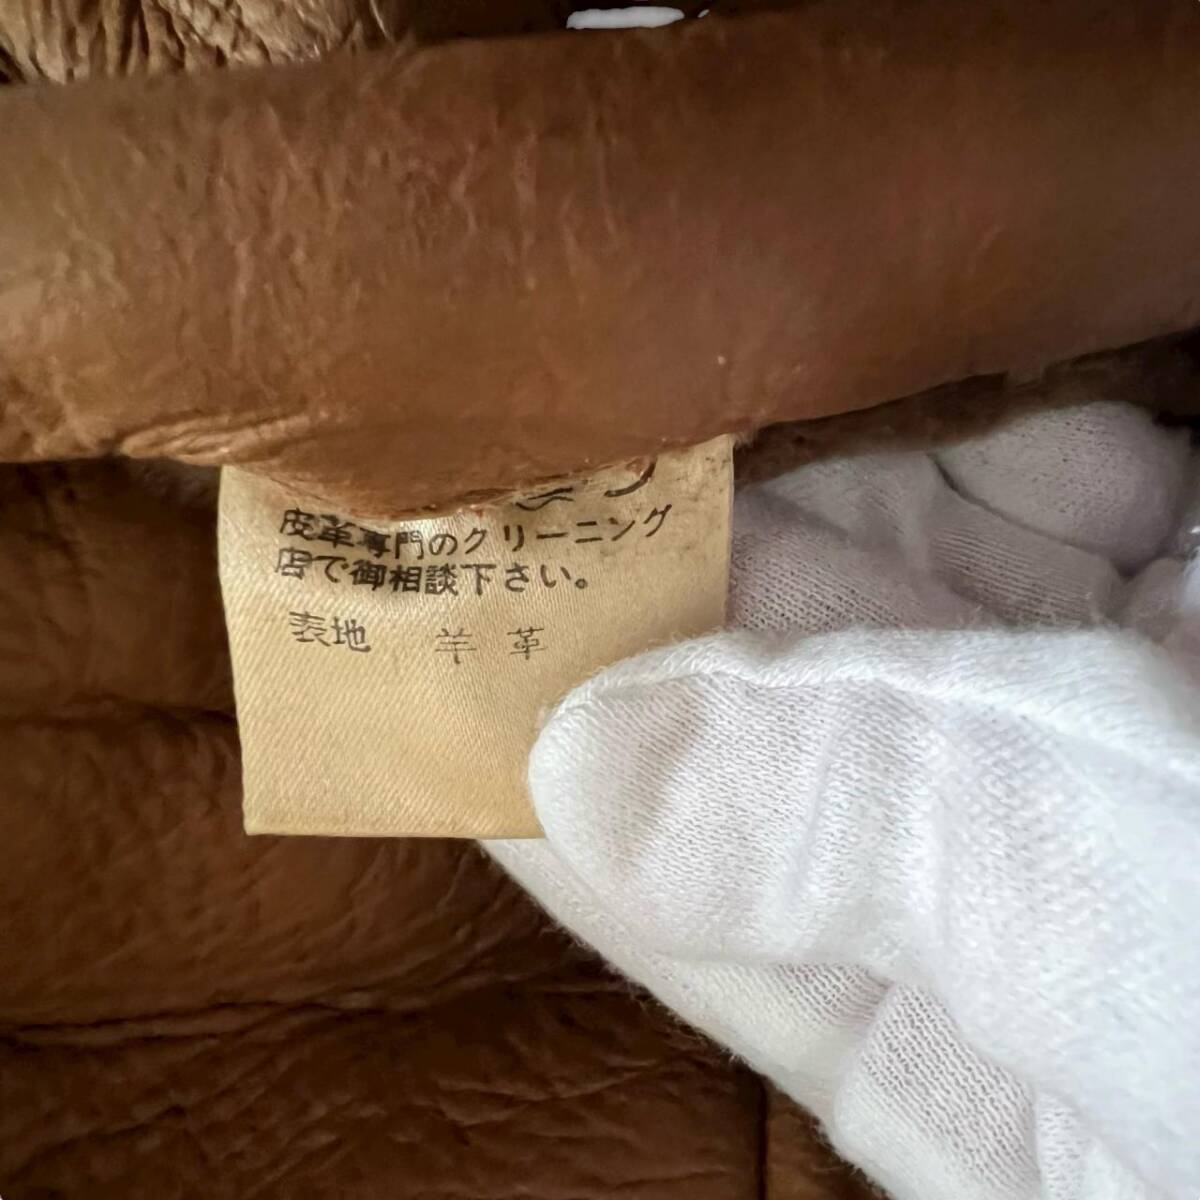 皮革専門のクリーニング
店で御相談下さい。
表地 羊革